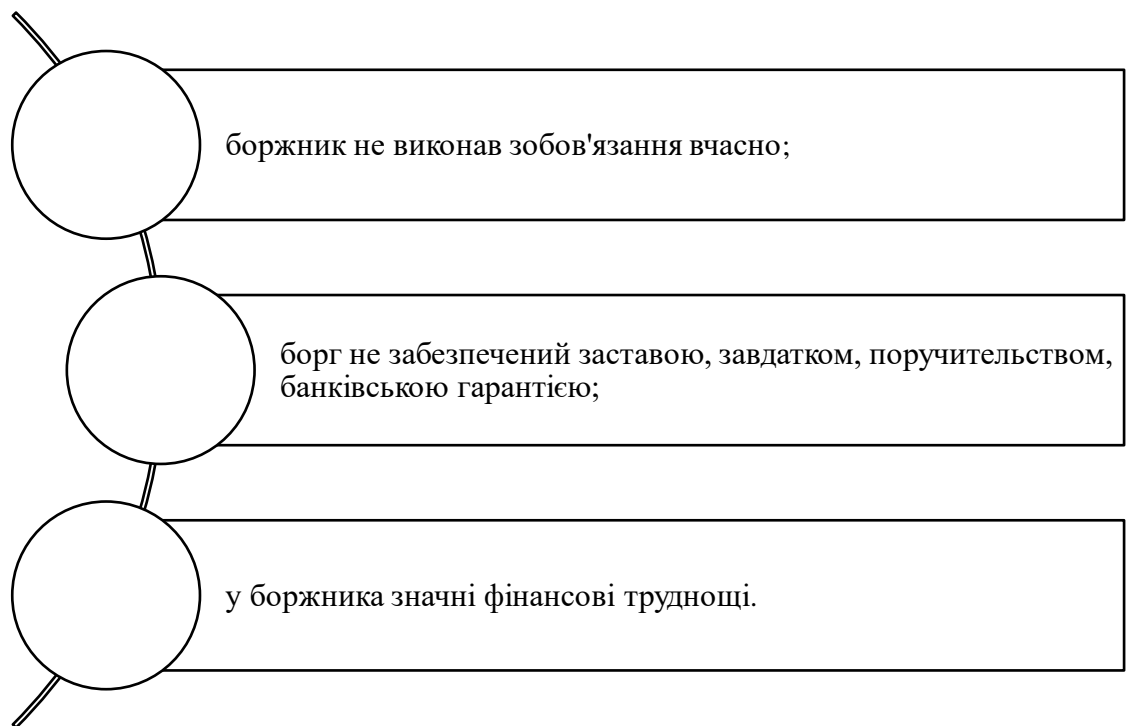 боржник не виконав зобов'язання вчасно;
борг не забезпечений заставою, завдатком, поручительством,
банківською гарантією;
у боржника значні фінансові труднощі.